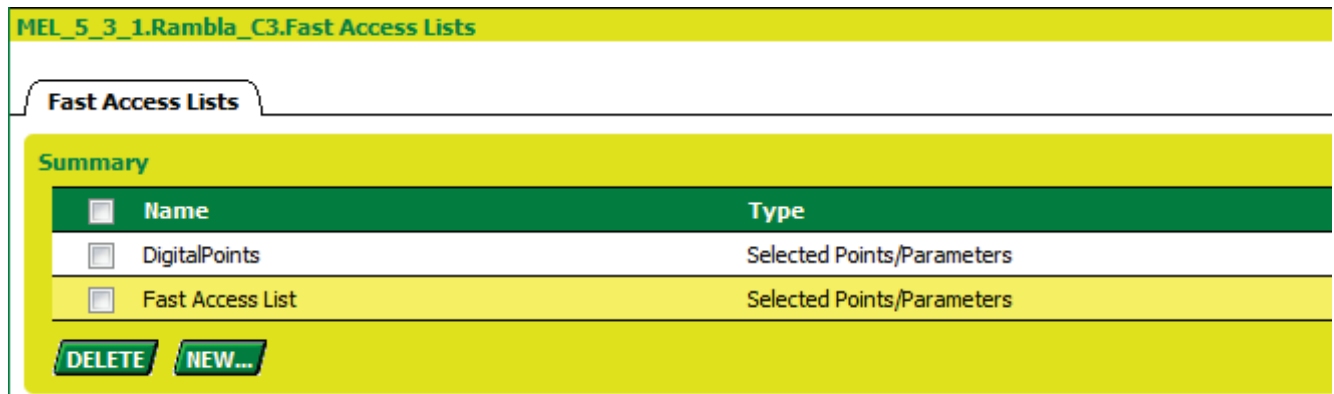 MEL_5_3_1.Rambla_C3.Fast Access Lists
Fast Access Lists
Summary
Name Type
DigitalPoints Selected Points/Parameters
Fast Access List Selected Points/Parameters
DELETE NEW...